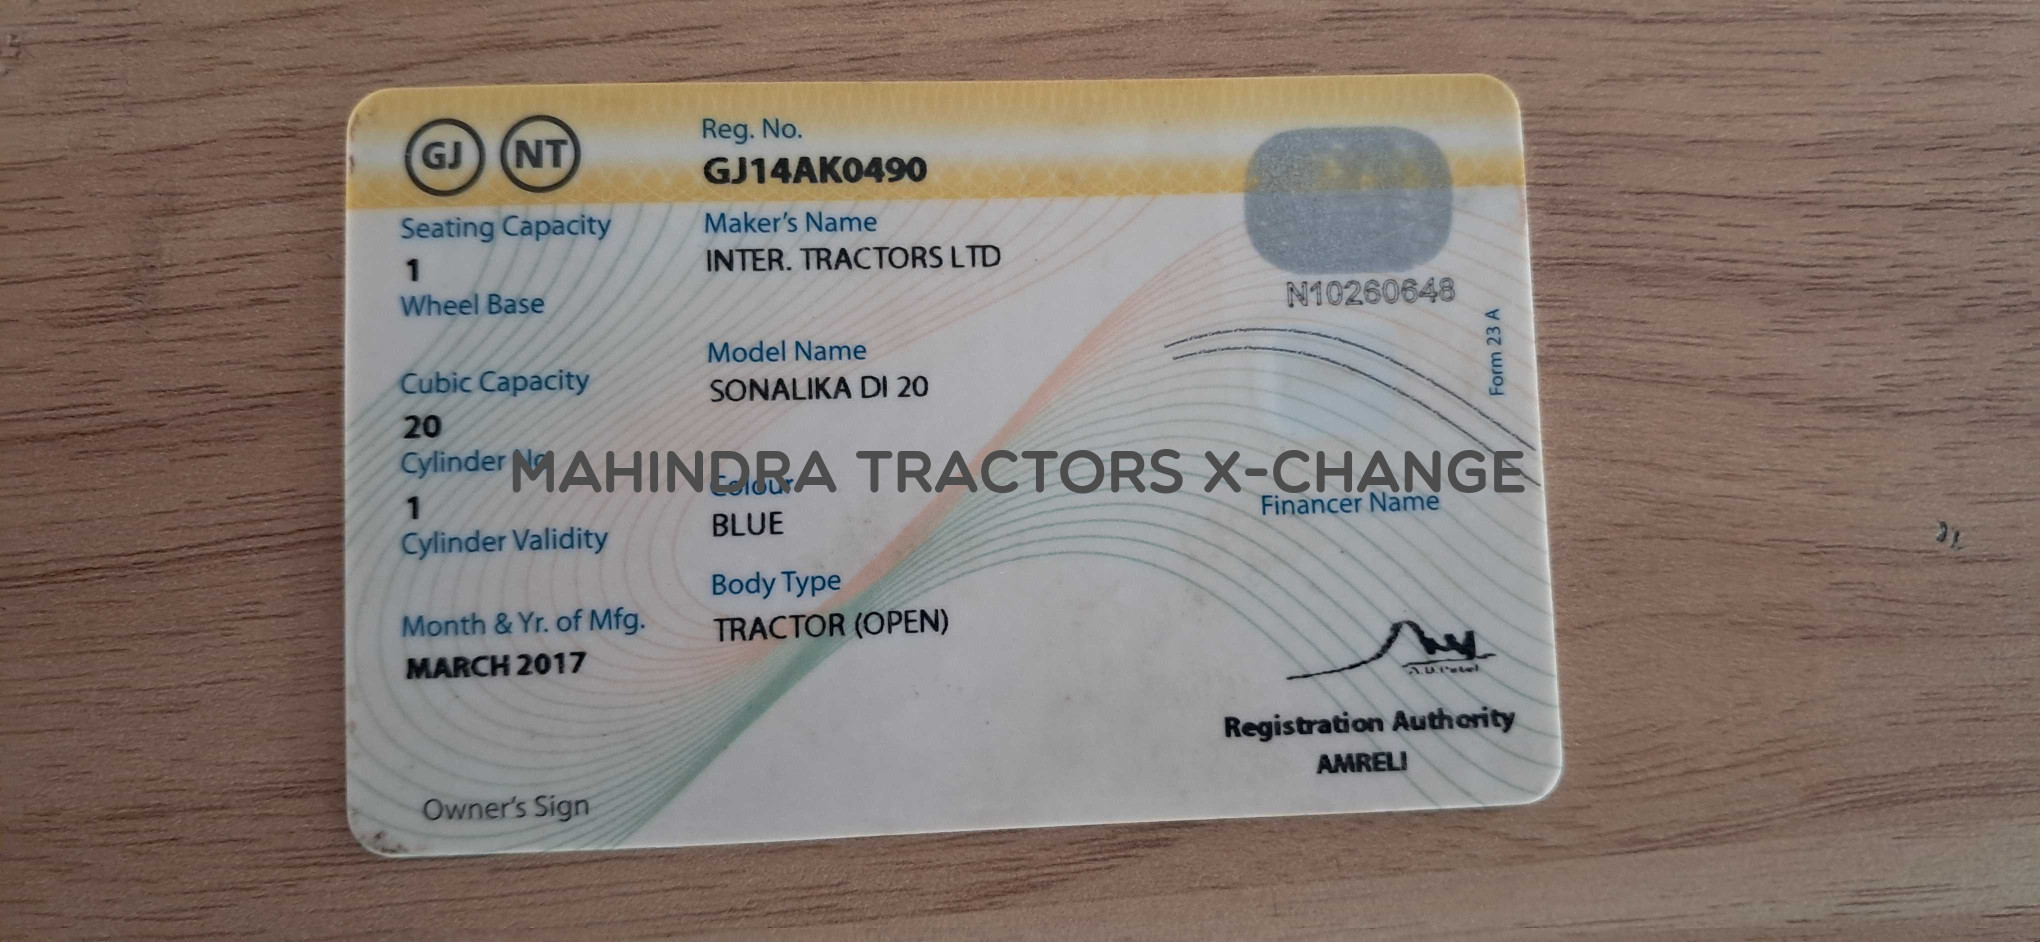 GJ NT
Reg. No.
GJ14AK0490
Seating Capacity
1
Wheel Base
Cubic Capacity
20
Cylinder No
1
Cylinder Validity
Month & Yr. of Mfg.
MARCH 2017
Owner's Sign
Maker's Name
INTER. TRACTORS LTD
Model Name
SONALIKA DI 20
MAHINDRA TRACTORS X-CHANGE
Colour
BLUE
Body Type
TRACTOR (OPEN)
N10260648
Form 23 A
Financer Name
Registration Authority
AMRELI